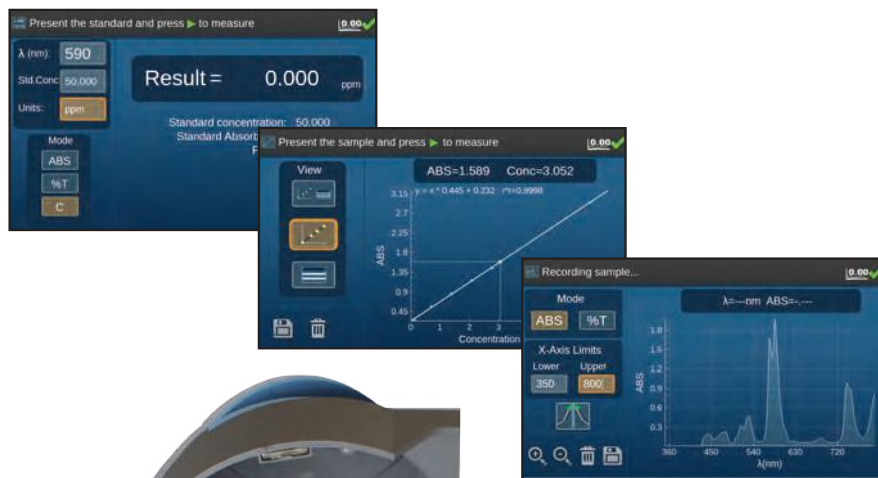 Present the standard and press ▶ to measure
0.00
λ (nm): 590
Std.Conc 50.000
Units: ppm
Mode
ABS
%T
C
Result = 0.000 ppm
Standard concentration: 50.000
Standard Absorb
Present the sample and press ▶ to measure
0.00
View
ABS=1.589 Conc=3.052
y = x * 0.445 + 0.232 r*r=0.9998
ABS
3.15
2.7
2.25
1.8
1.35
0.9
0.45
0 1 2 3
Concentration
Recording sample...
0.00
Mode
ABS %T
X-Axis Limits
Lower Upper
350 800
λ=---nm ABS=-.---
ABS
1.8
1.5
1.2
0.9
0.6
0.3
360 450 540 630 720
λ(nm)